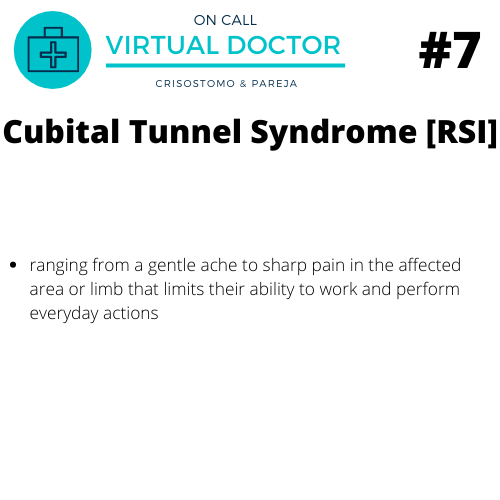 ON CALL
VIRTUAL DOCTOR
CRISOSTOMO & PAREJA
#7
Cubital Tunnel Syndrome [RSI]
• ranging from a gentle ache to sharp pain in the affected
area or limb that limits their ability to work and perform
everyday actions